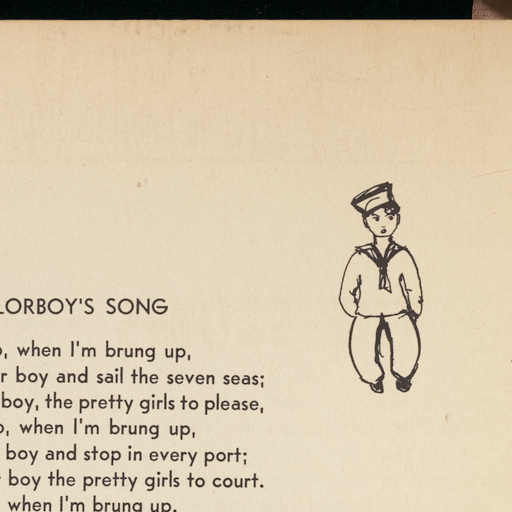 LORBOY'S SONG
, when I'm brung up,
r boy and sail the seven seas;
boy, the pretty girls to please,
, when I'm brung up,
boy and stop in every port;
boy the pretty girls to court.
when I'm brung up.